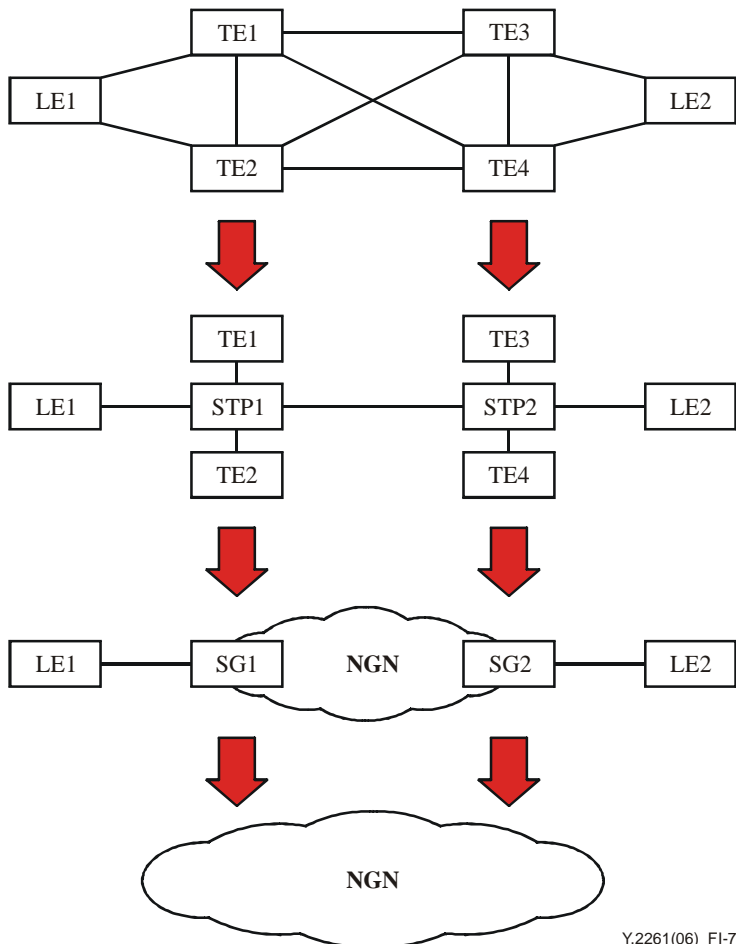 TE1 TE3
LE1 LE2
TE2 TE4
TE1 TE3
LE1 STP1 STP2 LE2
TE2 TE4
LE1 SG1 NGN SG2 LE2
NGN
Y.2261(06)_FI-7